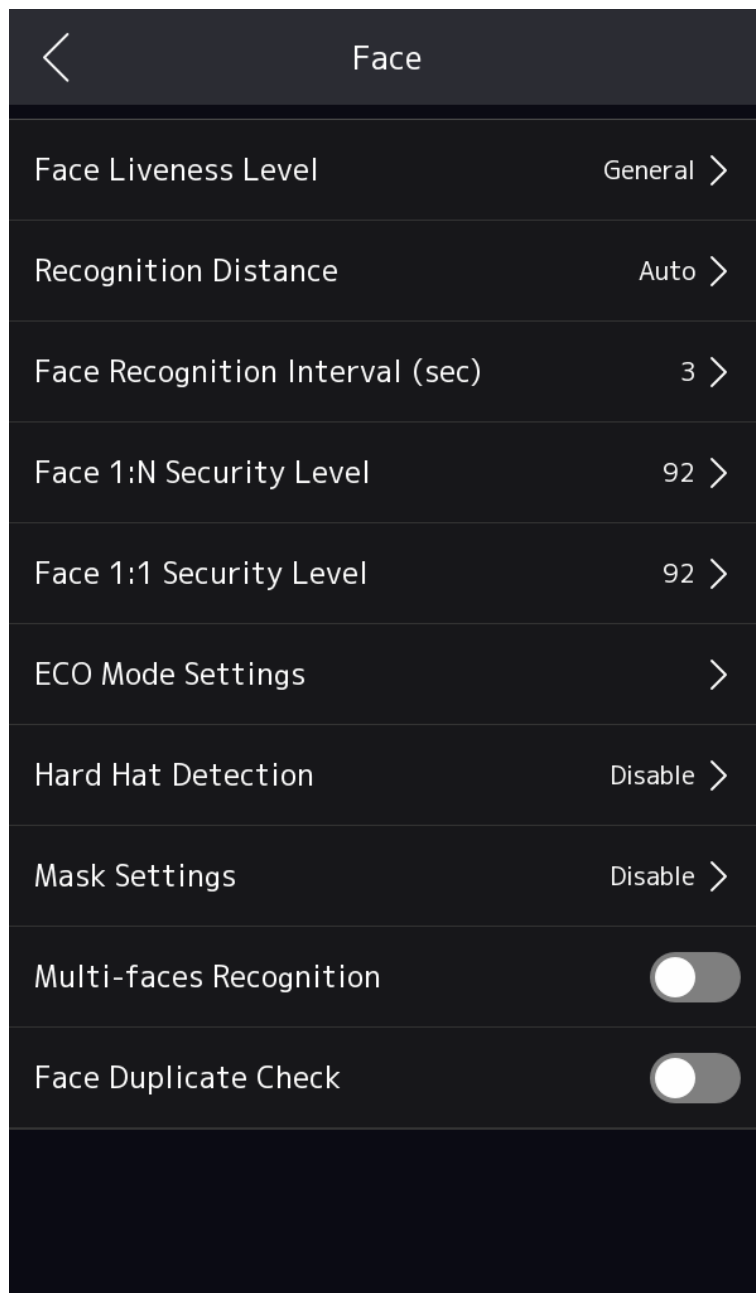 Face
Face Liveness Level General
Recognition Distance Auto
Face Recognition Interval (sec) 3
Face 1:N Security Level 92
Face 1:1 Security Level 92
ECO Mode Settings
Hard Hat Detection Disable
Mask Settings Disable
Multi-faces Recognition
Face Duplicate Check